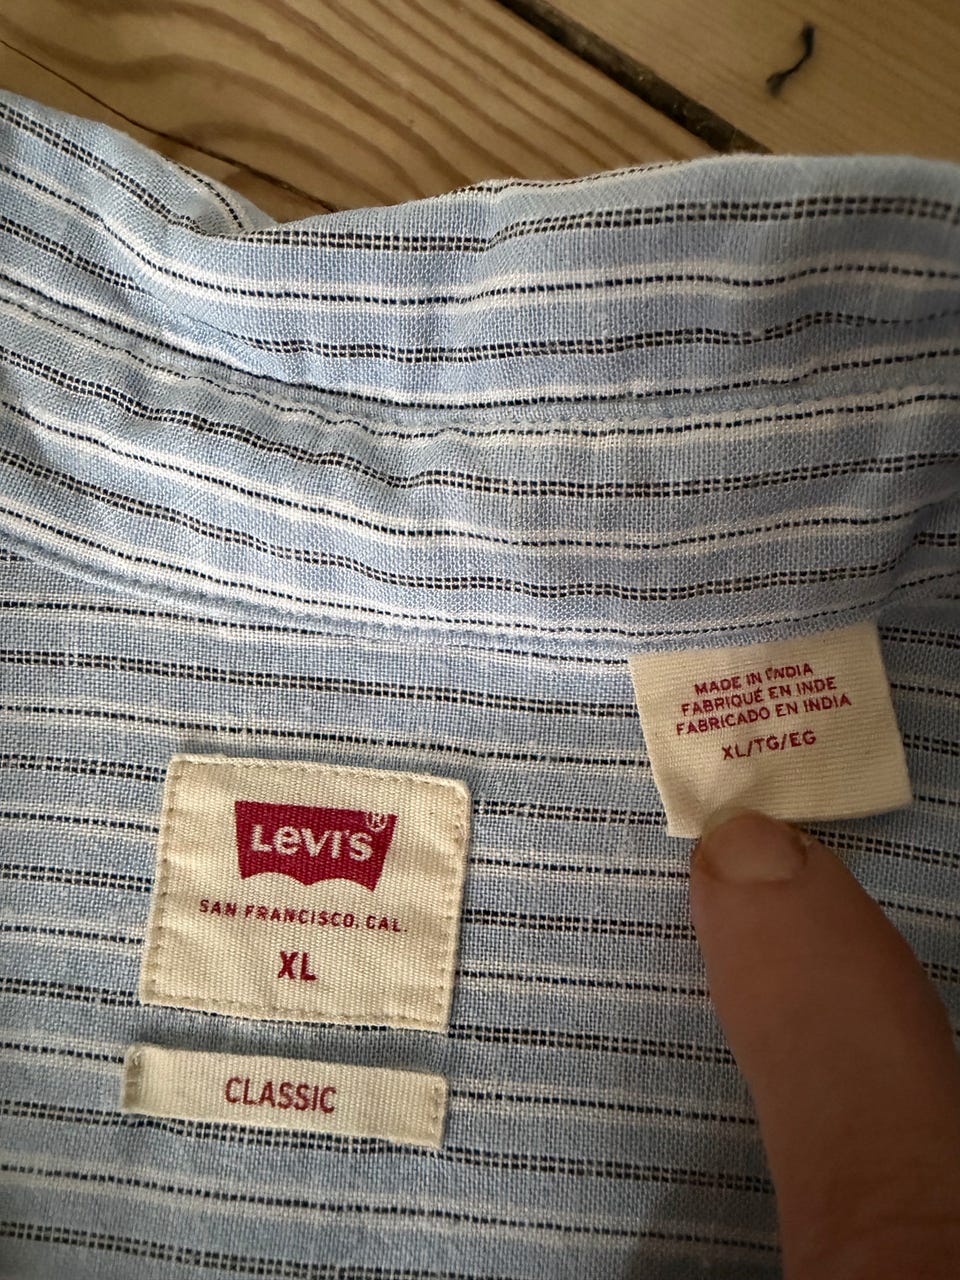 MADE IN INDIA
FABRIQUÉ EN INDE
FABRICADO EN INDIA
XL/TG/EG
Levi's®
SAN FRANCISCO, CAL.
XL
CLASSIC